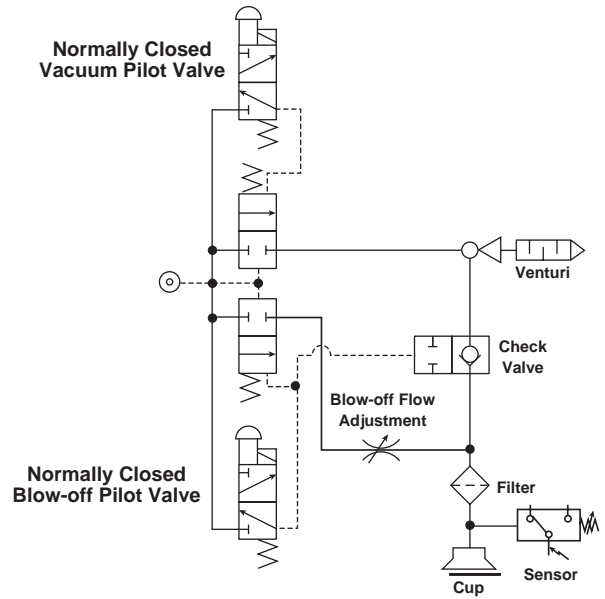 Normally Closed
Vacuum Pilot Valve
Venturi
Check
Valve
Blow-off Flow
Adjustment
Normally Closed
Blow-off Pilot Valve
Filter
Sensor
Cup